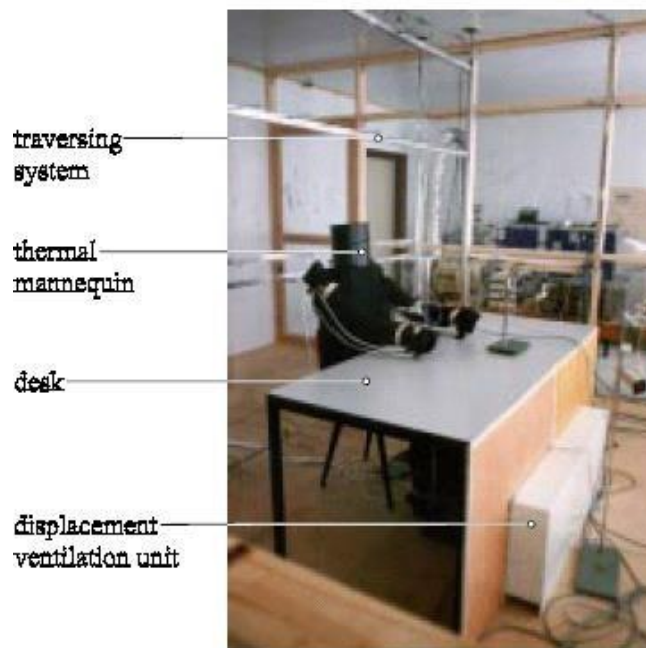 traversing
system
thermal
mannequin
desk
displacement
ventilation unit